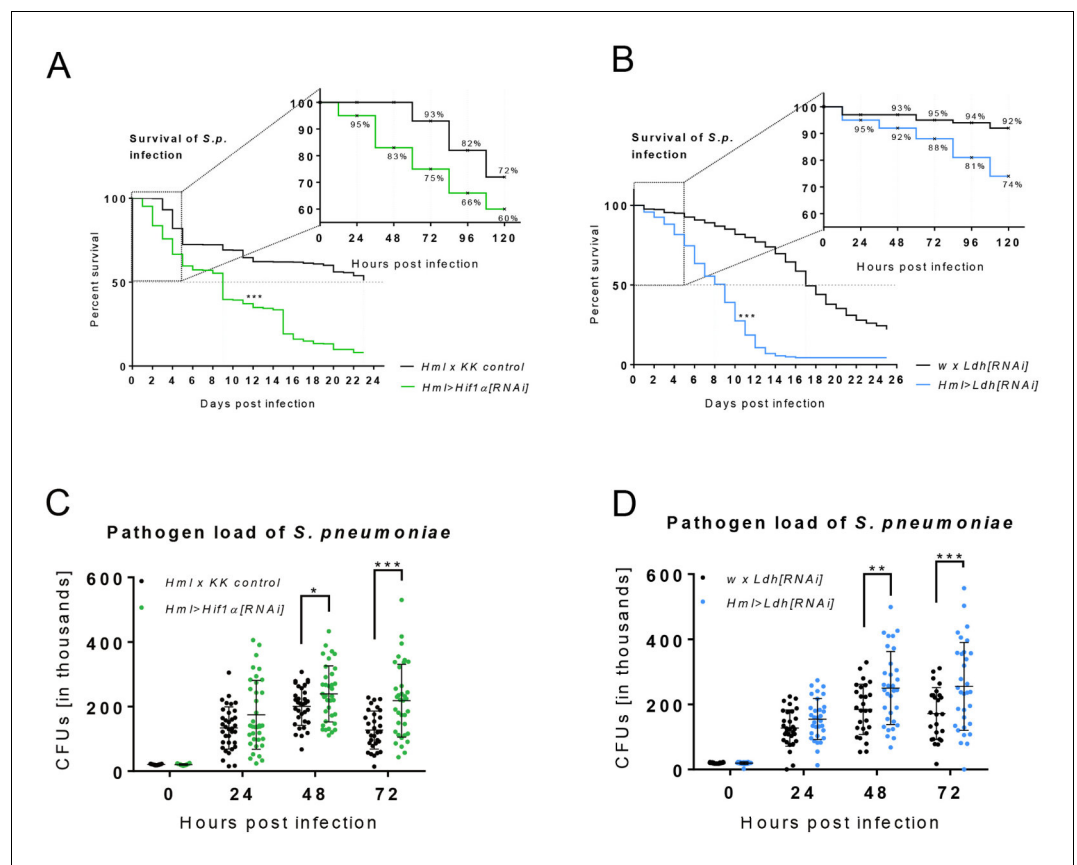 A
Survival of S.p.
infection
100
90
80
70
60
93%
82%
72%
95%
83%
75%
66%
60%
0 24 48 72 96 120
Hours post infection
100
50
0
Percent survival
***
0 2 4 6 8 10 12 14 16 18 20 22 24
Days post infection
Hml x KK control
Hml>Hif1α[RNAi]
B
Survival of S.p.
infection
100
90
80
70
60
93%
95%
94%
92%
95%
92%
88%
81%
74%
0 24 48 72 96 120
Hours post infection
100
50
0
Percent survival
***
0 2 4 6 8 10 12 14 16 18 20 22 25 26
Days post infection
w x Ldh[RNAi]
Hml>Ldh[RNAi]
C
Pathogen load of S. pneumoniae
CFUs [in thousands]
600
400
200
0
Hml x KK control
Hml>Hif1α[RNAi]
*
***
0 24 48 72
Hours post infection
D
Pathogen load of S. pneumoniae
CFUs [in thousands]
600
400
200
0
w x Ldh[RNAi]
Hml>Ldh[RNAi]
**
***
0 24 48 72
Hours post infection